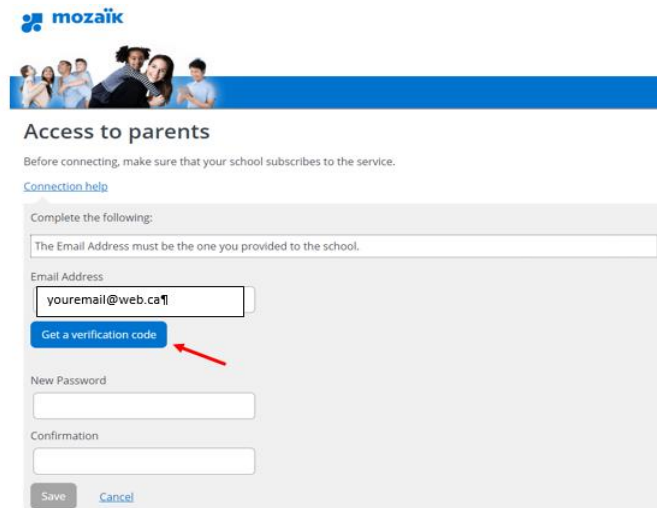 mozaïk
Access to parents
Before connecting, make sure that your school subscribes to the service.
Connection help
Complete the following:
The Email Address must be the one you provided to the school.
Email Address
youremail@web.ca¶
Get a verification code
New Password
Confirmation
Save Cancel